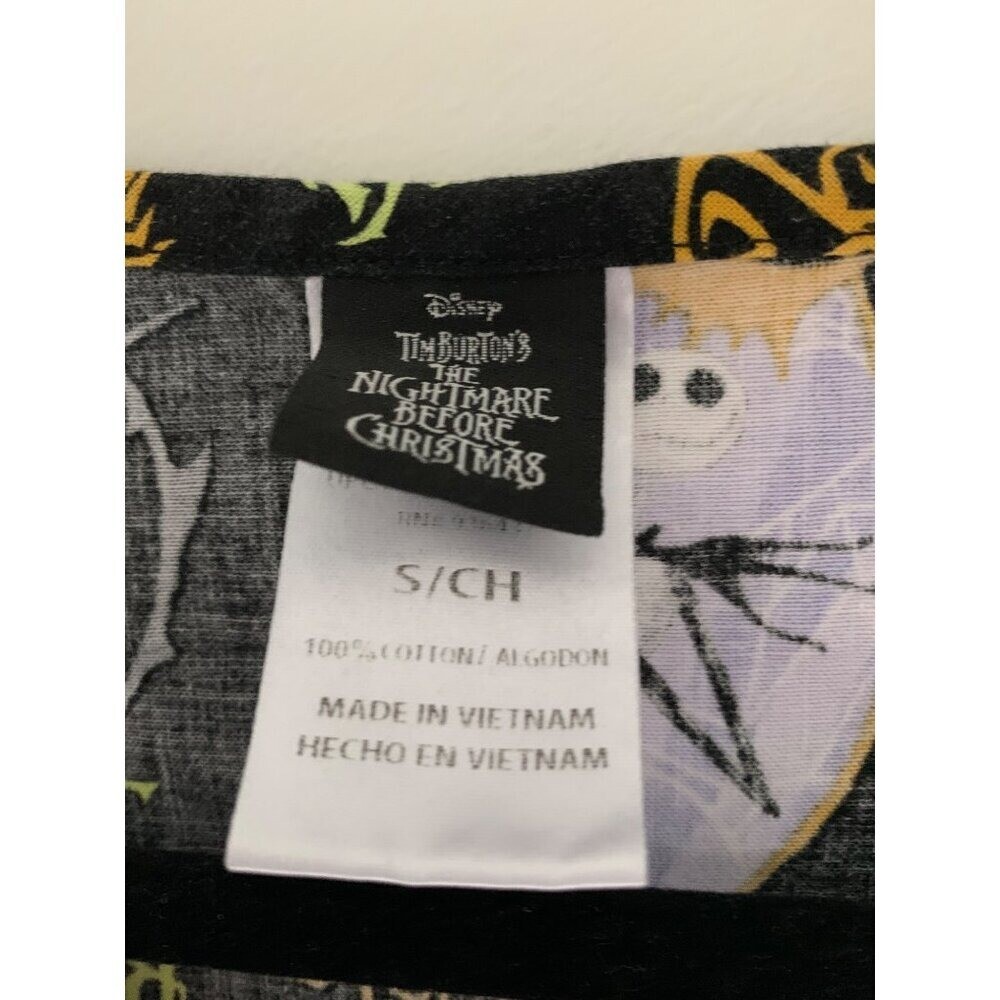 Disney
TIM BURTON'S
THE
NIGHTMARE
BEFORE
CHRISTMAS
S/CH
100% COTTON/ ALGODON
MADE IN VIETNAM
HECHO EN VIETNAM